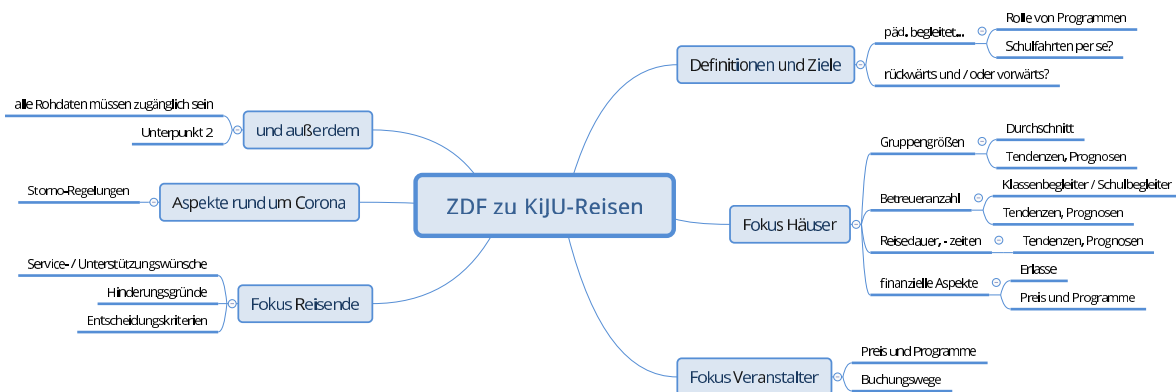 ZDF zu KiJU-Reisen
Definitionen und Ziele
päd. begleitet...
Rolle von Programmen
Schulfahrten per se?
rückwärts und / oder vorwärts?
Fokus Häuser
Gruppengrößen
Durchschnitt
Tendenzen, Prognosen
Betreueranzahl
Klassenbegleiter / Schulbegleiter
Tendenzen, Prognosen
Reisedauer, - zeiten
Tendenzen, Prognosen
finanzielle Aspekte
Erlasse
Preis und Programme
Fokus Veranstalter
Preis und Programme
Buchungswege
und außerdem
alle Rohdaten müssen zugänglich sein
Unterpunkt 2
Aspekte rund um Corona
Storno-Regelungen
Fokus Reisende
Service- / Unterstützungswünsche
Hinderungsgründe
Entscheidungskriterien